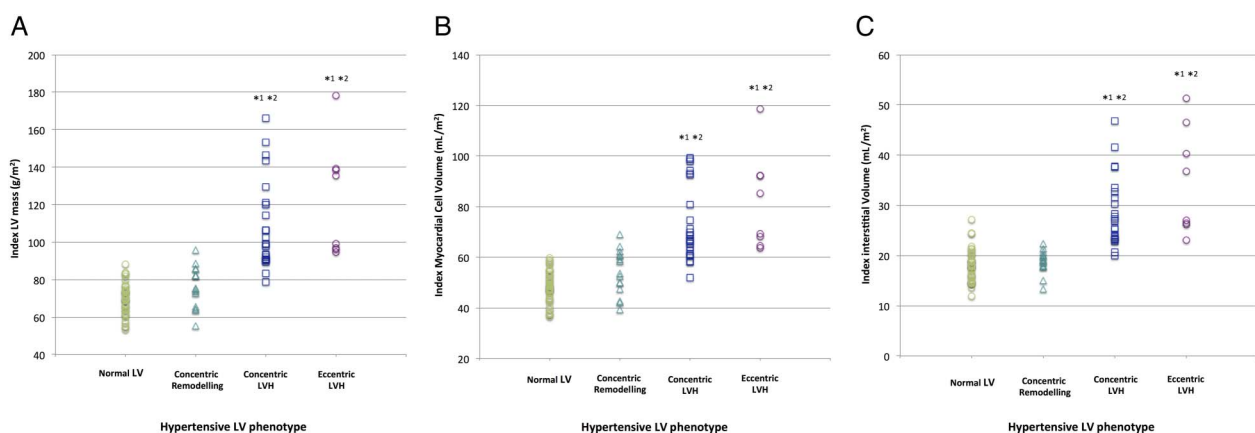 A
Index LV mass (g/m²)
200
180
160
140
120
100
80
60
40
*1 *2
*1 *2
Normal LV
Concentric
Remodelling
Concentric
LVH
Eccentric
LVH
Hypertensive LV phenotype
B
Index Myocardial Cell Volume (mL/m²)
140
120
100
80
60
40
20
*1 *2
*1 *2
Normal LV
Concentric
Remodelling
Concentric
LVH
Eccentric
LVH
Hypertensive LV phenotype
C
Index interstitial Volume (mL/m²)
60
50
40
30
20
10
0
*1 *2
*1 *2
Normal LV
Concentric
Remodelling
Concentric
LVH
Eccentric
LVH
Hypertensive LV phenotype